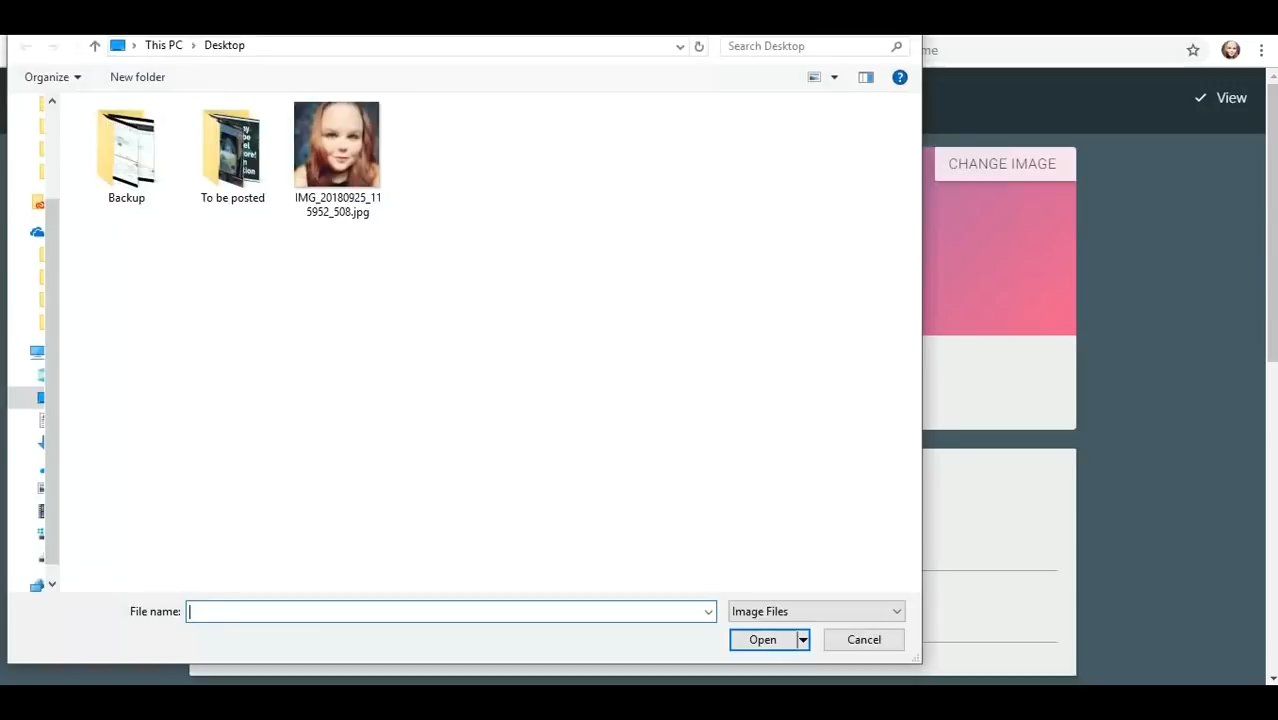 This PC > Desktop
Search Desktop
me
Organize
New folder
?
View
CHANGE IMAGE
Backup
To be posted
IMG_20180925_11
5952_508.jpg
File name:
Image Files
Open
Cancel